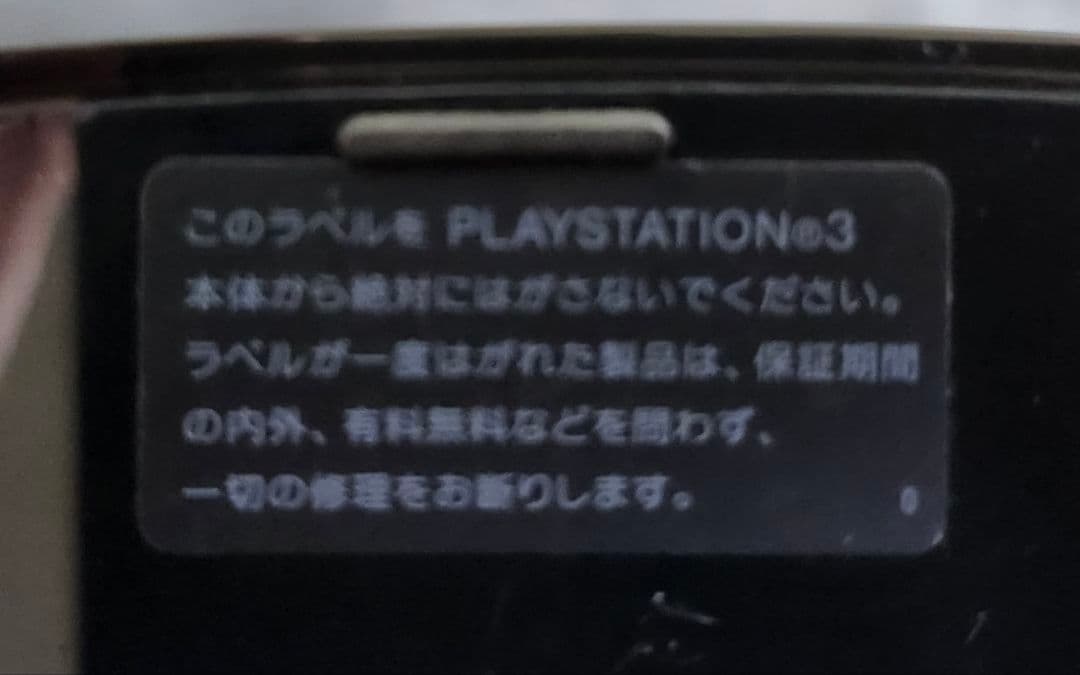 このラベルを PLAYSTATION®3
本体から絶対にはがさないでください。
ラベルが一度はがれた製品は、保証期間
の内外、有料無料などを問わず、
一切の修理をお断りします。
0